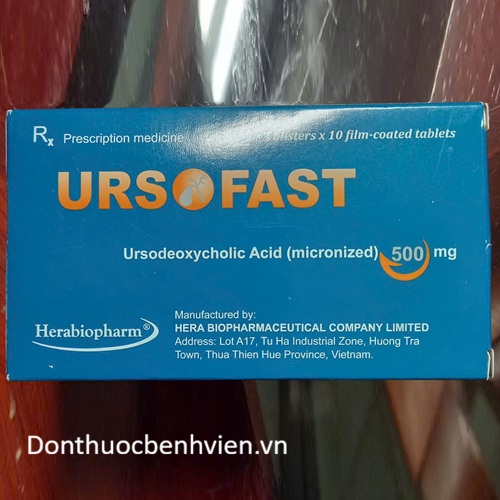 Rx Prescription medicine x 10 film-coated tablets
URSOFAST
Ursodeoxycholic Acid (micronized) 500 mg
Herabiopharm®
Manufactured by:
HERA BIOPHARMACEUTICAL COMPANY LIMITED
Address: Lot A17, Tu Ha Industrial Zone, Huong Tra
Town, Thua Thien Hue Province, Vietnam.
Donthuocbenhvien.vn